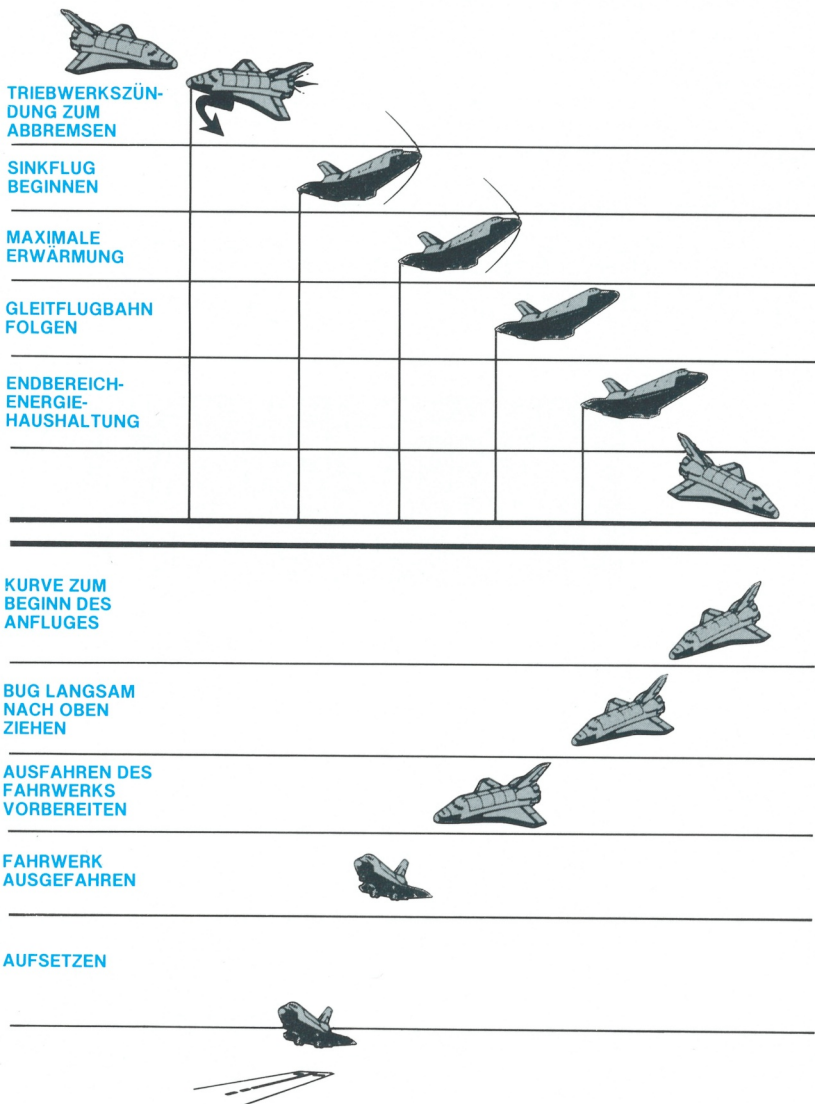 TRIEBWERKSZÜN-
DUNG ZUM
ABBREMSEN
SINKFLUG
BEGINNEN
MAXIMALE
ERWÄRMUNG
GLEITFLUGBAHN
FOLGEN
ENDBEREICH-
ENERGIE-
HAUSHALTUNG
KURVE ZUM
BEGINN DES
ANFLUGES
BUG LANGSAM
NACH OBEN
ZIEHEN
AUSFAHREN DES
FAHRWERKS
VORBEREITEN
FAHRWERK
AUSGEFAHREN
AUFSETZEN